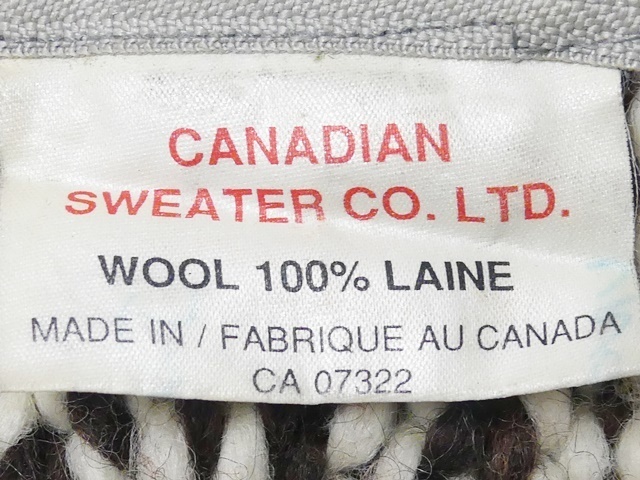 CANADIAN
SWEATER CO. LTD.
WOOL 100% LAINE
MADE IN / FABRIQUE AU CANADA
CA 07322